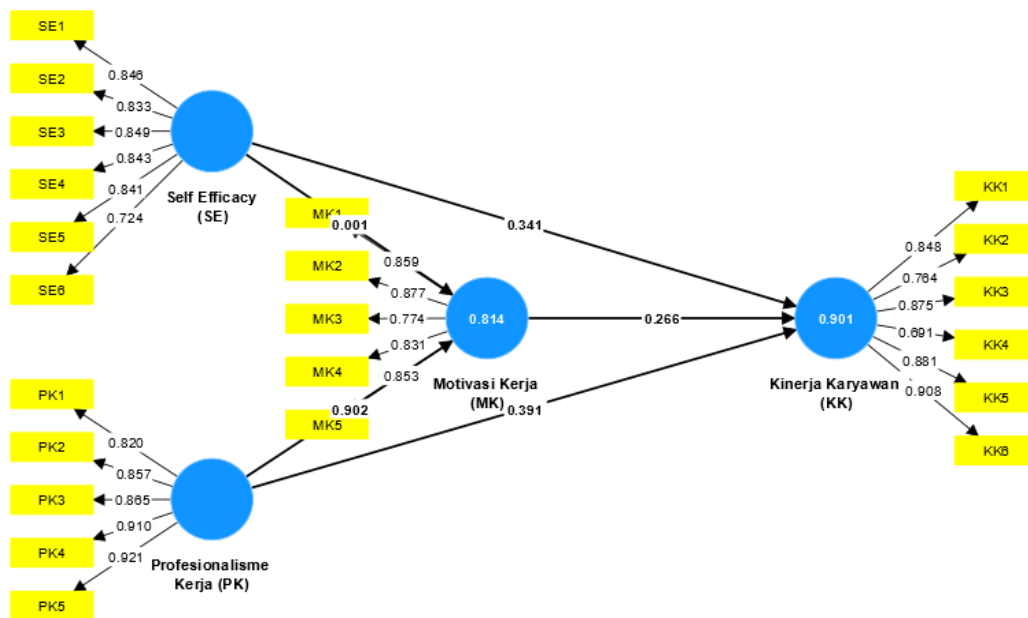 SE1
0.846
SE2
0.833
SE3
0.849
SE4
0.843
SE5
0.841
SE6
0.724
Self Efficacy
(SE)
MK1
0.001
0.859
MK2
0.877
MK3
0.774
MK4
0.831
MK5
0.853
0.902
0.814
Motivasi Kerja
(MK)
0.341
0.266
0.391
PK1
0.820
PK2
0.857
PK3
0.865
PK4
0.910
PK5
0.921
Profesionalisme
Kerja (PK)
0.901
Kinerja Karyawan
(KK)
KK1
0.848
KK2
0.764
KK3
0.875
KK4
0.691
KK5
0.881
KK6
0.908